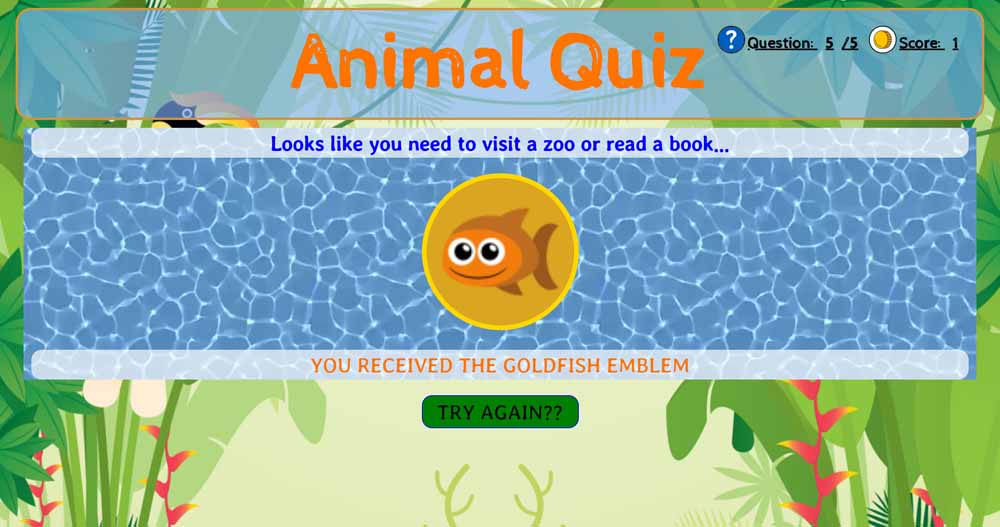 Animal Quiz
? Question: 5 /5 Score: 1
Looks like you need to visit a zoo or read a book...
YOU RECEIVED THE GOLDFISH EMBLEM
TRY AGAIN??